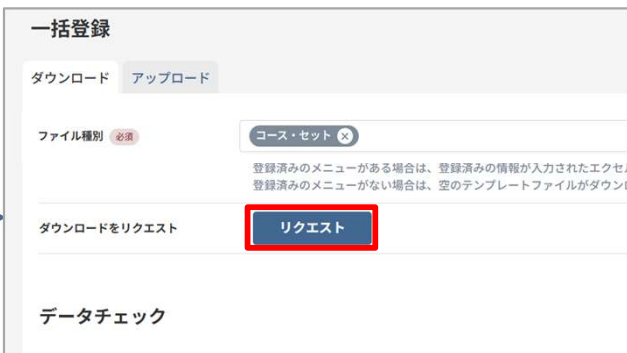 一括登録
ダウンロード アップロード
ファイル種別 必須 コース・セット
登録済みのメニューがある場合は、登録済みの情報が入力されたエクセ
登録済みのメニューがない場合は、空のテンプレートファイルがダウン
ダウンロードをリクエスト リクエスト
データチェック